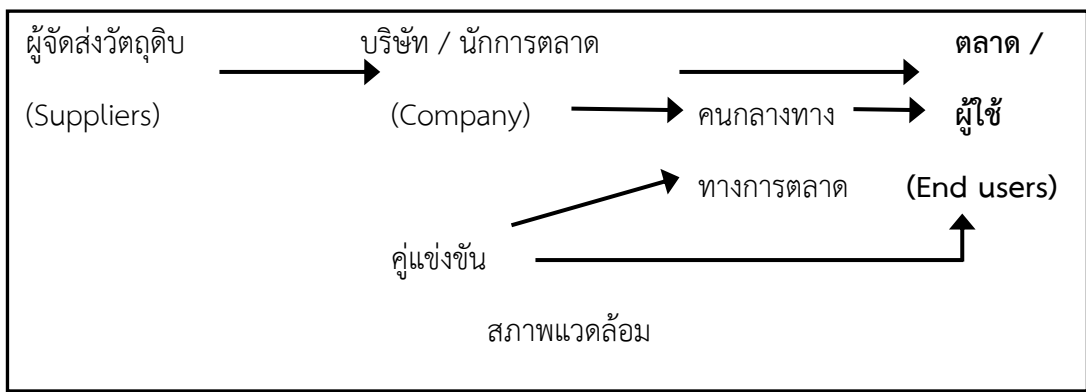 ผู้จัดส่งวัตถุดิบ บริษัท / นักการตลาด ตลาด /
(Suppliers) (Company) คนกลางทาง ผู้ใช้
ทางการตลาด (End users)
คู่แข่งขัน
สภาพแวดล้อม